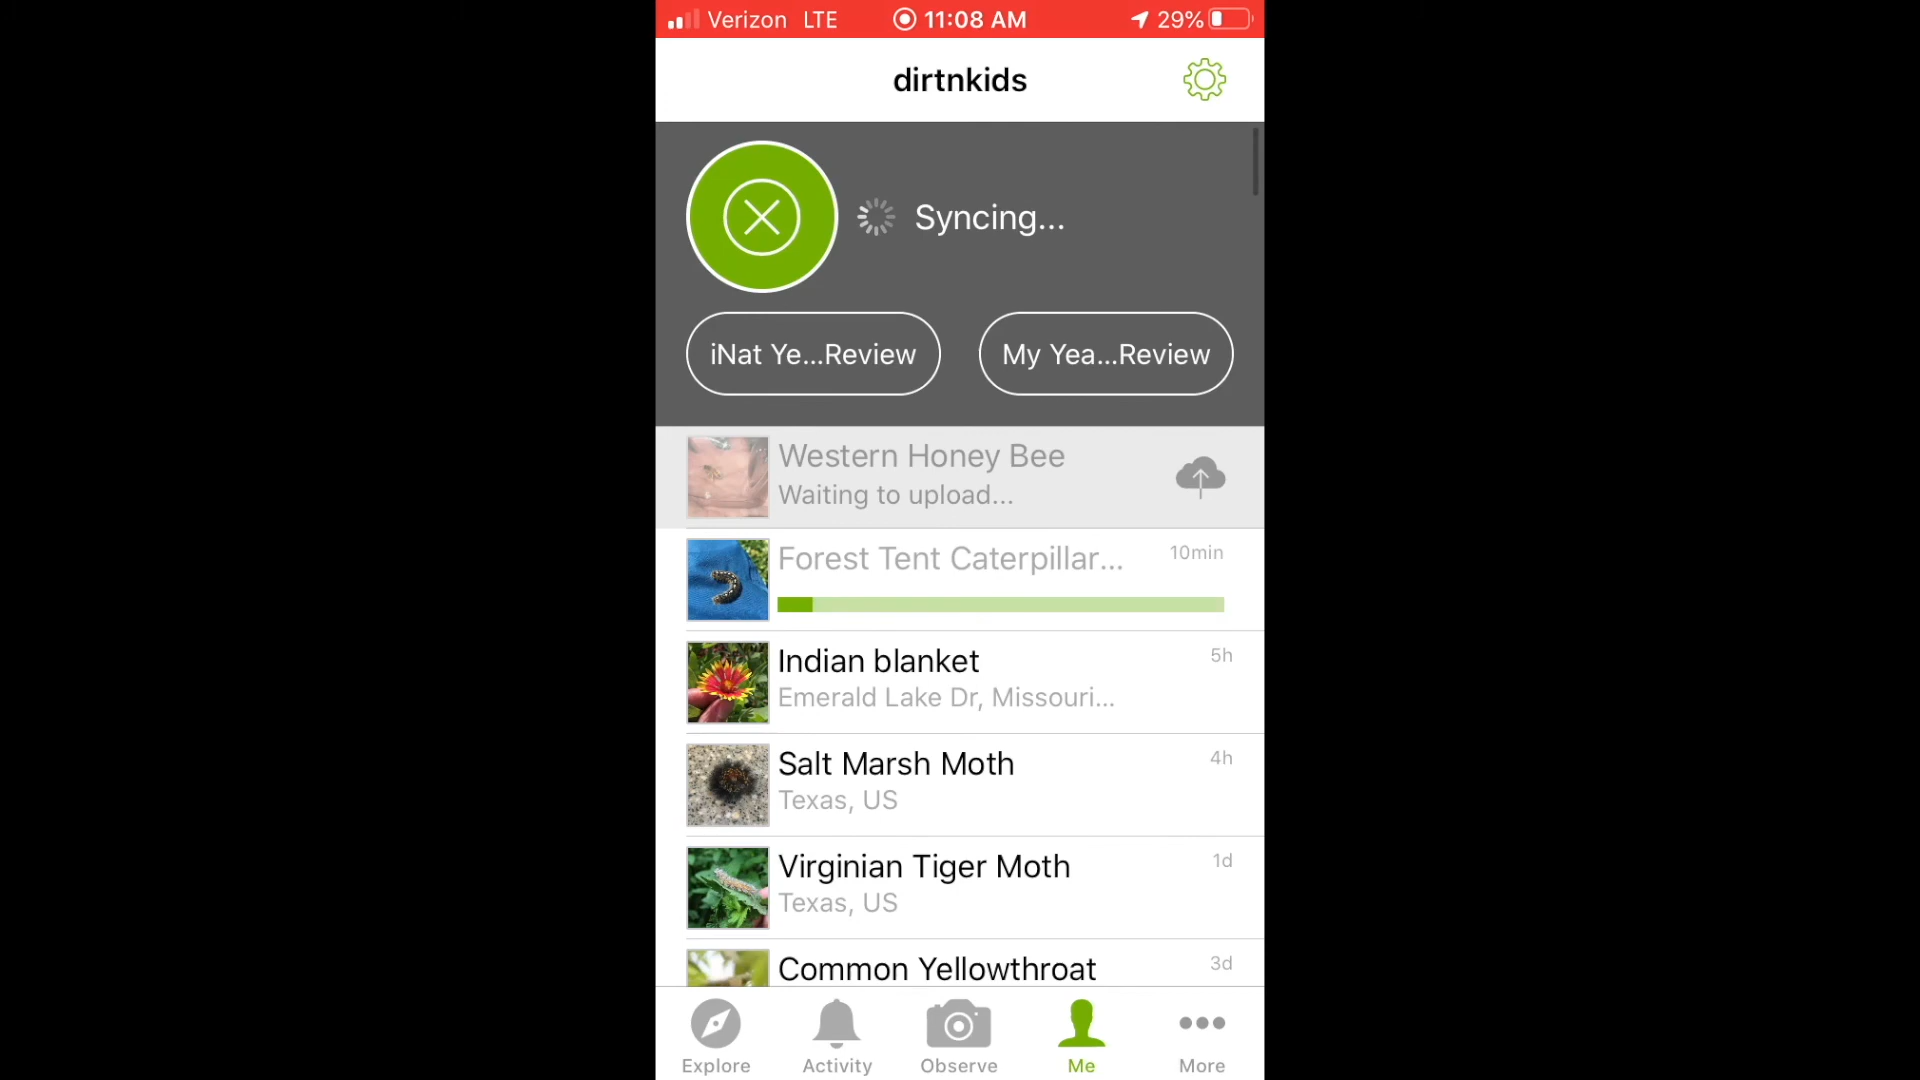 Verizon LTE 11:08 AM 29%
dirtnkids
Syncing...
iNat Ye...Review My Yea...Review
Western Honey Bee
Waiting to upload...
Forest Tent Caterpillar... 10min
Indian blanket 5h
Emerald Lake Dr, Missouri...
Salt Marsh Moth 4h
Texas, US
Virginian Tiger Moth 1d
Texas, US
Common Yellowthroat 3d
Explore Activity Observe Me More